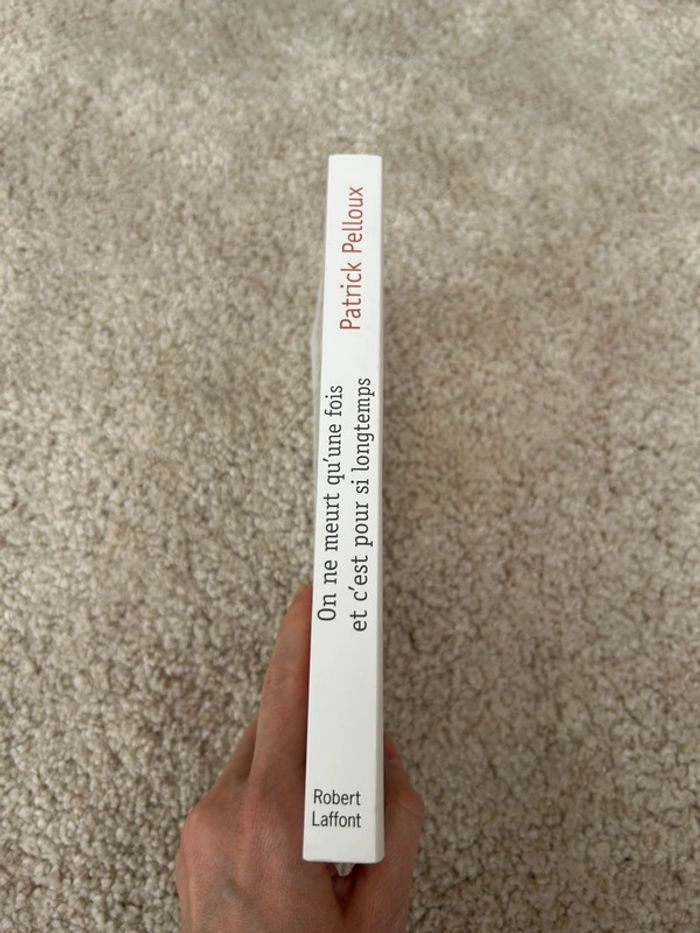 Patrick Pelloux
On ne meurt qu'une fois
et c'est pour si longtemps
Robert
Laffont